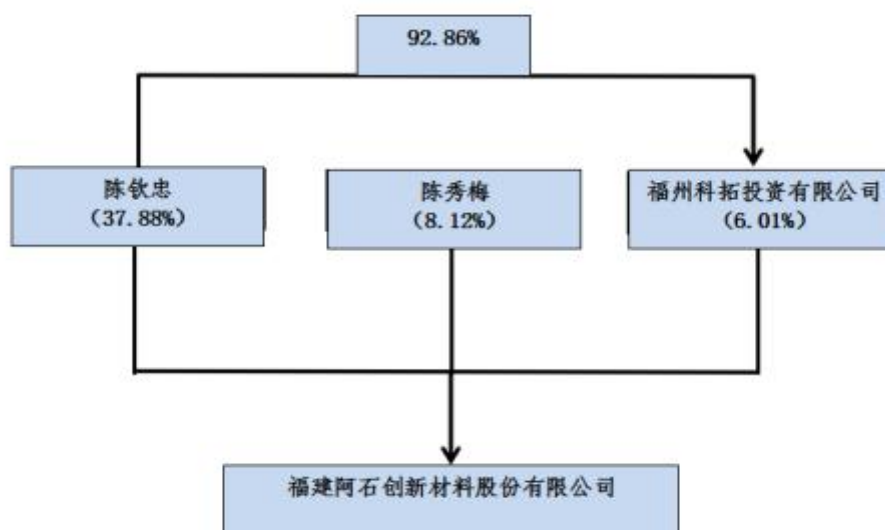 92.86%
陈钦忠
（37.88%）
陈秀梅
（8.12%）
福州科拓投资有限公司
（6.01%）
福建阿石创新材料股份有限公司